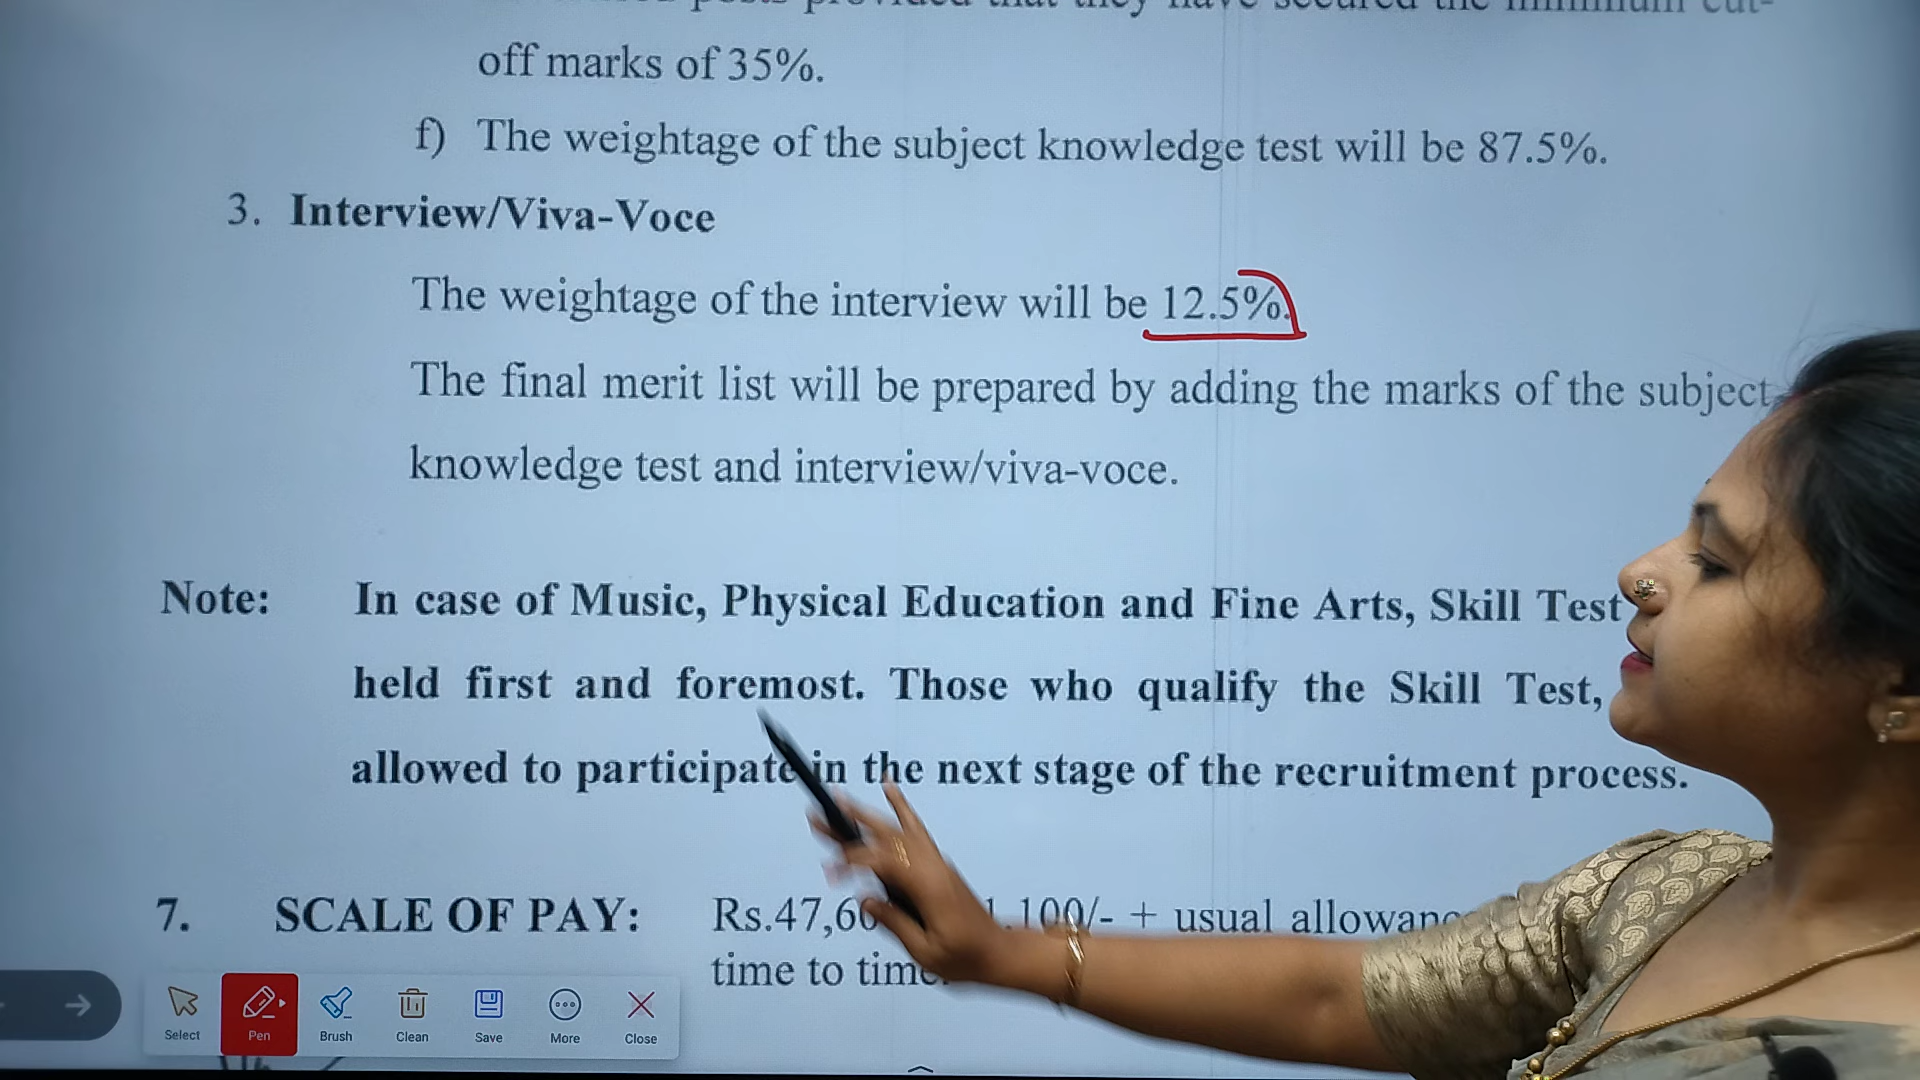 off marks of 35%.
f) The weightage of the subject knowledge test will be 87.5%.
3. Interview/Viva-Voce
The weightage of the interview will be 12.5%.
The final merit list will be prepared by adding the marks of the subject
knowledge test and interview/viva-voce.
Note: In case of Music, Physical Education and Fine Arts, Skill Test
held first and foremost. Those who qualify the Skill Test,
allowed to participate in the next stage of the recruitment process.
7. SCALE OF PAY: 100/- + usual
time to time.
Select Pen Brush Clean Save More Close